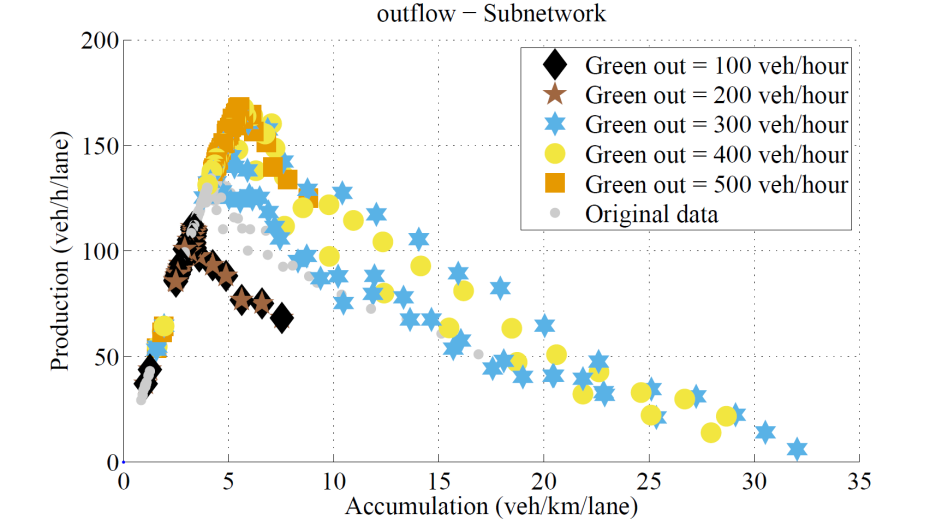 outflow − Subnetwork
200
150
100
50
0
Production (veh/h/lane)
Green out = 100 veh/hour
Green out = 200 veh/hour
Green out = 300 veh/hour
Green out = 400 veh/hour
Green out = 500 veh/hour
Original data
0 5 10 15 20 25 30 35
Accumulation (veh/km/lane)